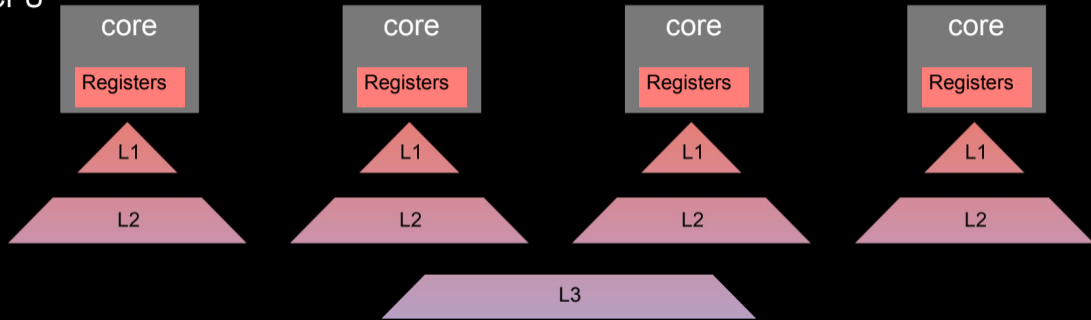 core core core core
Registers Registers Registers Registers
L1 L1 L1 L1
L2 L2 L2 L2
L3